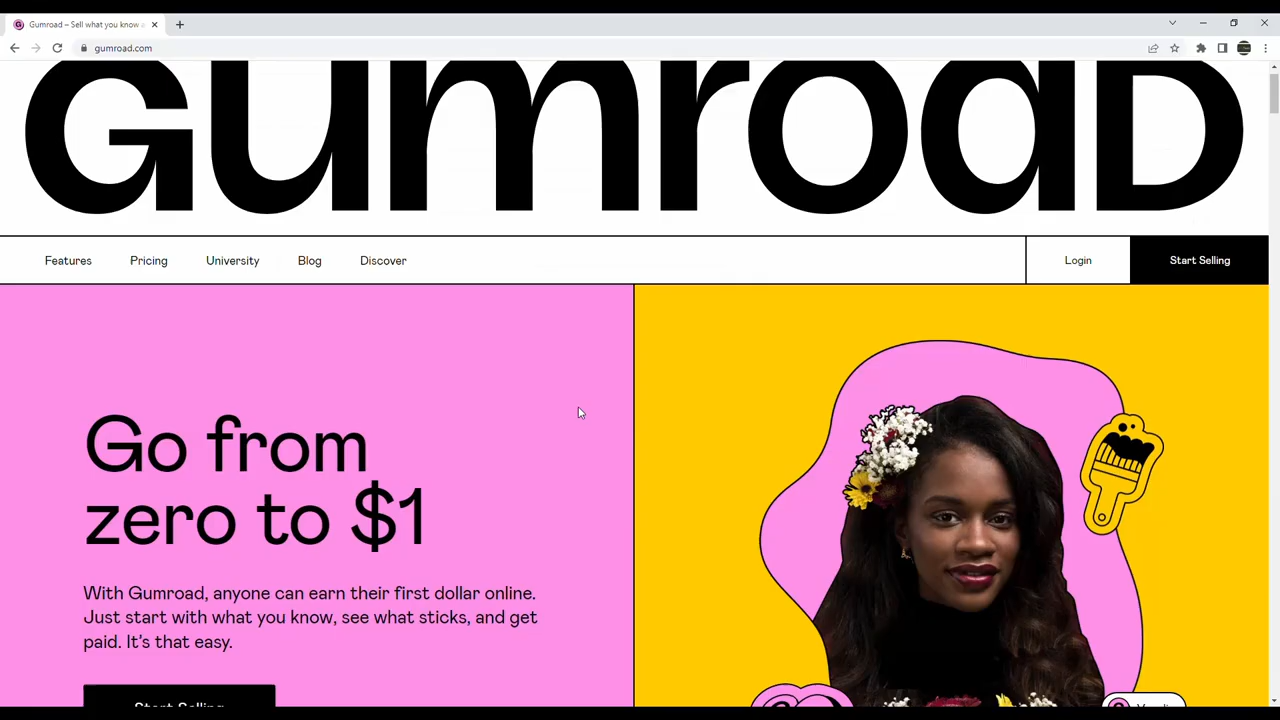 Gumroad – Sell what you know a
gumroad.com
GumroaD
Features
Pricing
University
Blog
Discover
Login
Start Selling
Go from
zero to $1
With Gumroad, anyone can earn their first dollar online.
Just start with what you know, see what sticks, and get
paid. It's that easy.
Start Selling